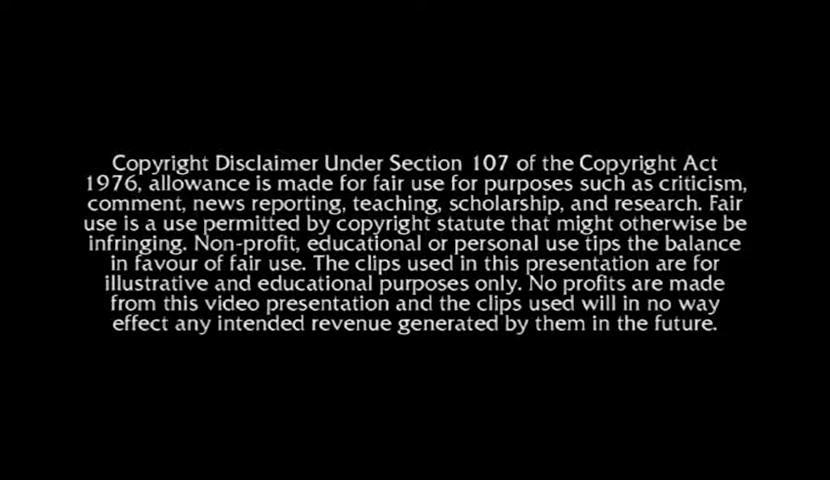 Copyright Disclaimer Under Section 107 of the Copyright Act
1976, allowance is made for fair use for purposes such as criticism,
comment, news reporting, teaching, scholarship, and research. Fair
use is a use permitted by copyright statute that might otherwise be
infringing. Non-profit, educational or personal use tips the balance
in favour of fair use. The clips used in this presentation are for
illustrative and educational purposes only. No profits are made
from this video presentation and the clips used will in no way
effect any intended revenue generated by them in the future.